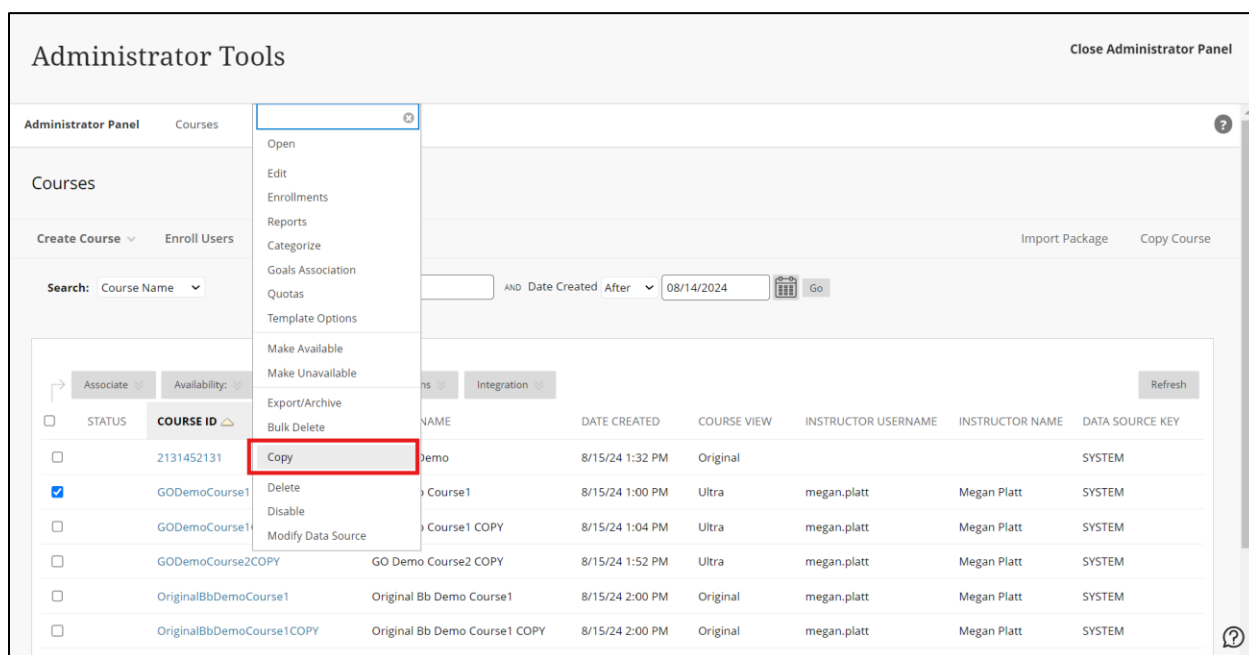 Administrator Tools
Close Administrator Panel
Administrator Panel Courses
Open
Edit
Enrollments
Reports
Categorize
Goals Association
Quotas
Template Options
Make Available
Make Unavailable
Export/Archive
Bulk Delete
Copy
Delete
Disable
Modify Data Source
Courses
Create Course Enroll Users Import Package Copy Course
Search: Course Name AND Date Created After 08/14/2024 Go
Associate Availability: Integration Refresh
STATUS COURSE ID NAME DATE CREATED COURSE VIEW INSTRUCTOR USERNAME INSTRUCTOR NAME DATA SOURCE KEY
2131452131 Demo 8/15/24 1:32 PM Original SYSTEM
GODemoCourse1 Course1 8/15/24 1:00 PM Ultra megan.platt Megan Platt SYSTEM
GODemoCourse1 Course1 COPY 8/15/24 1:04 PM Ultra megan.platt Megan Platt SYSTEM
GODemoCourse2COPY GO Demo Course2 COPY 8/15/24 1:52 PM Ultra megan.platt Megan Platt SYSTEM
OriginalBbDemoCourse1 Original Bb Demo Course1 8/15/24 2:00 PM Original megan.platt Megan Platt SYSTEM
OriginalBbDemoCourse1COPY Original Bb Demo Course1 COPY 8/15/24 2:00 PM Original megan.platt Megan Platt SYSTEM